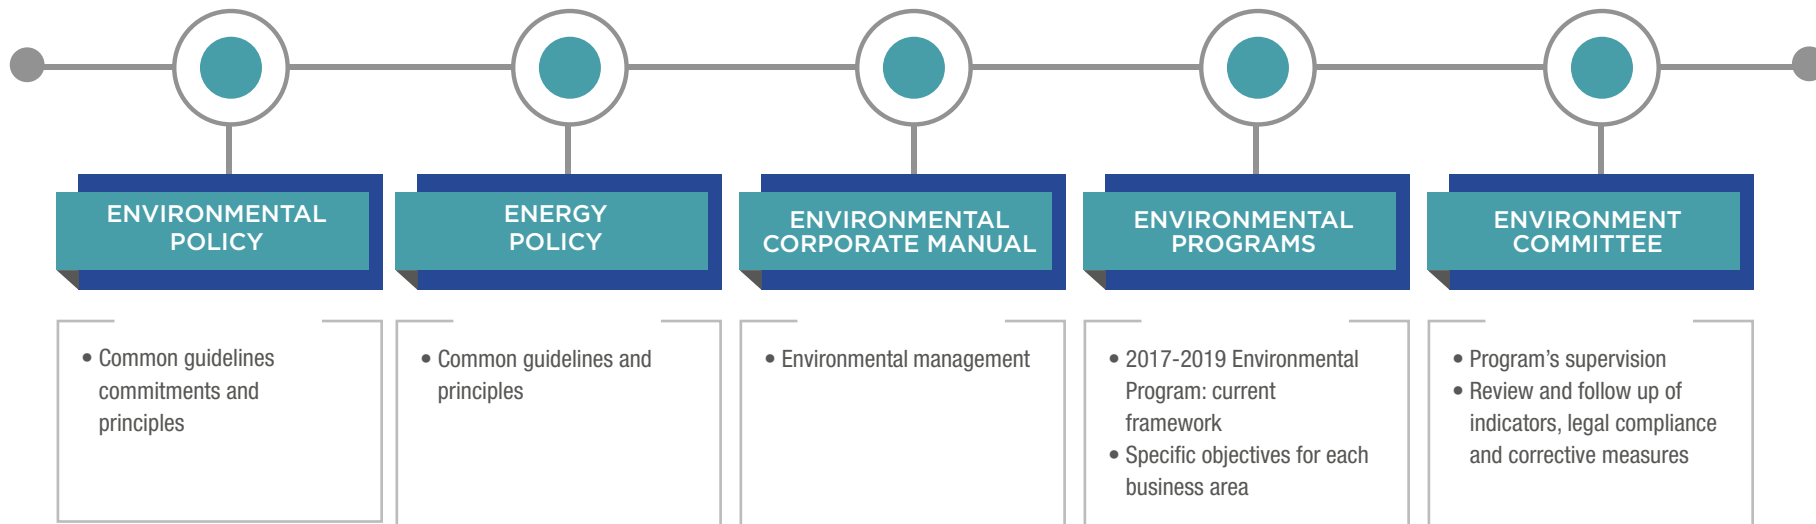 ENVIRONMENTAL
POLICY
ENERGY
POLICY
ENVIRONMENTAL
CORPORATE MANUAL
ENVIRONMENTAL
PROGRAMS
ENVIRONMENT
COMMITTEE
• Common guidelines
commitments and
principles
• Common guidelines and
principles
• Environmental management
• 2017-2019 Environmental
Program: current
framework
• Specific objectives for each
business area
• Program’s supervision
• Review and follow up of
indicators, legal compliance
and corrective measures